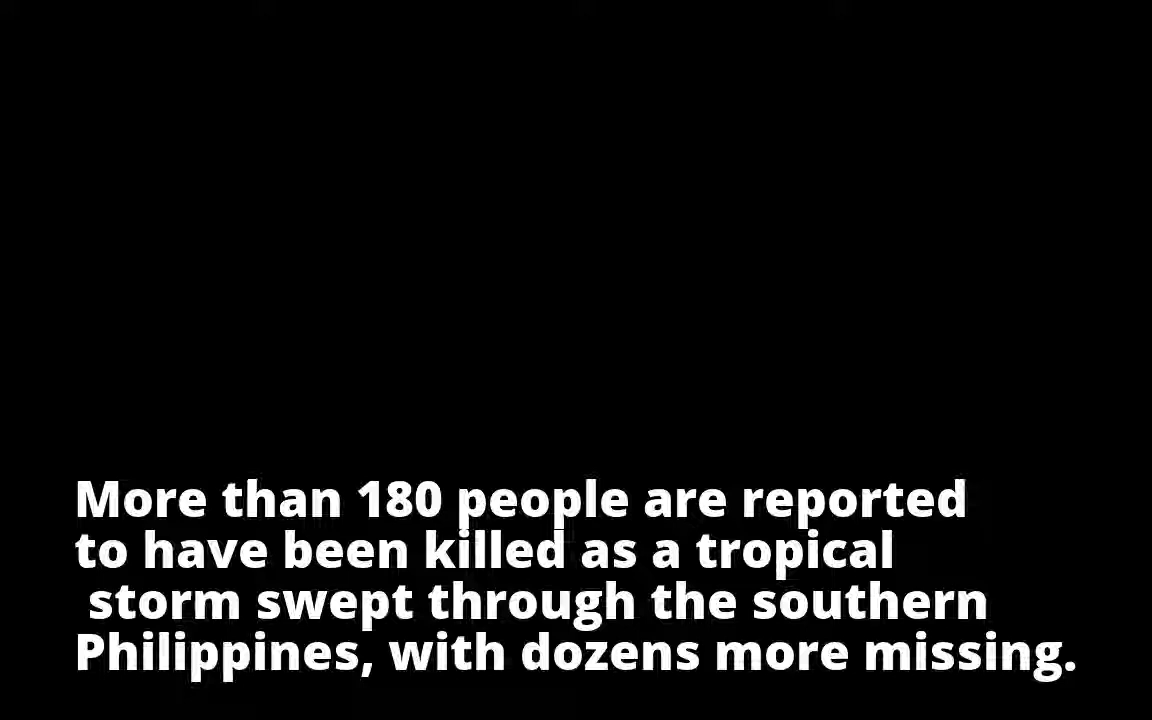 More than 180 people are reported
to have been killed as a tropical
storm swept through the southern
Philippines, with dozens more missing.